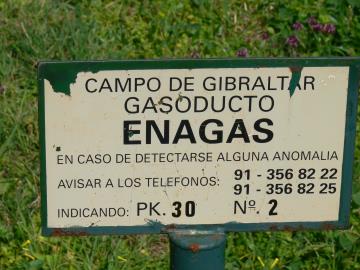 CAMPO DE GIBRALTAR
GASODUCTO
ENAGAS
EN CASO DE DETECTARSE ALGUNA ANOMALIA
AVISAR A LOS TELEFONOS: 91 - 356 82 22
91 - 356 82 25
INDICANDO: PK. 30 Nº. 2